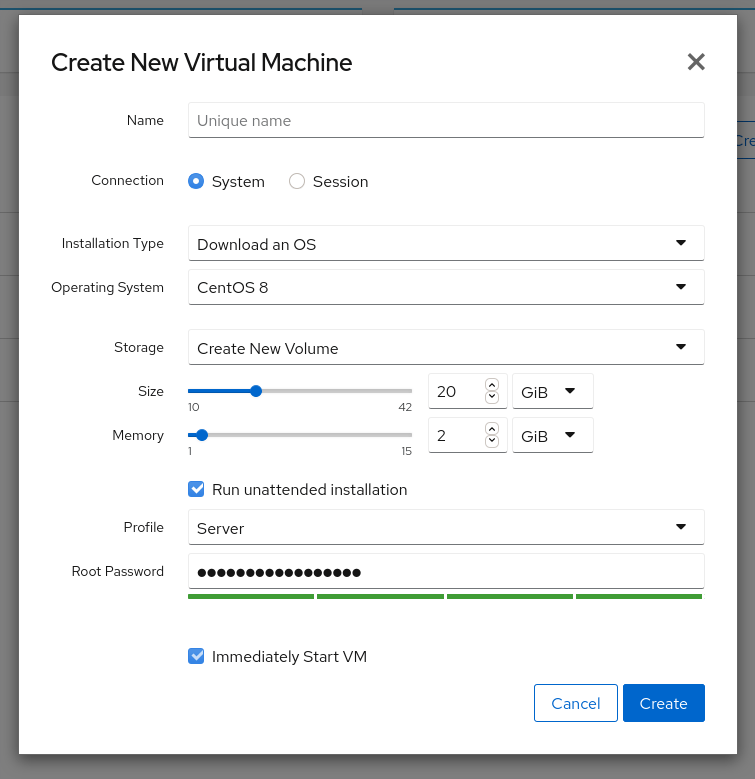 Create New Virtual Machine
Name Unique name
Connection System Session
Installation Type Download an OS
Operating System CentOS 8
Storage Create New Volume
Size 10 42 20 GiB
Memory 1 15 2 GiB
Run unattended installation
Profile Server
Root Password ●●●●●●●●●●●●●●●●●
Immediately Start VM
Cancel Create